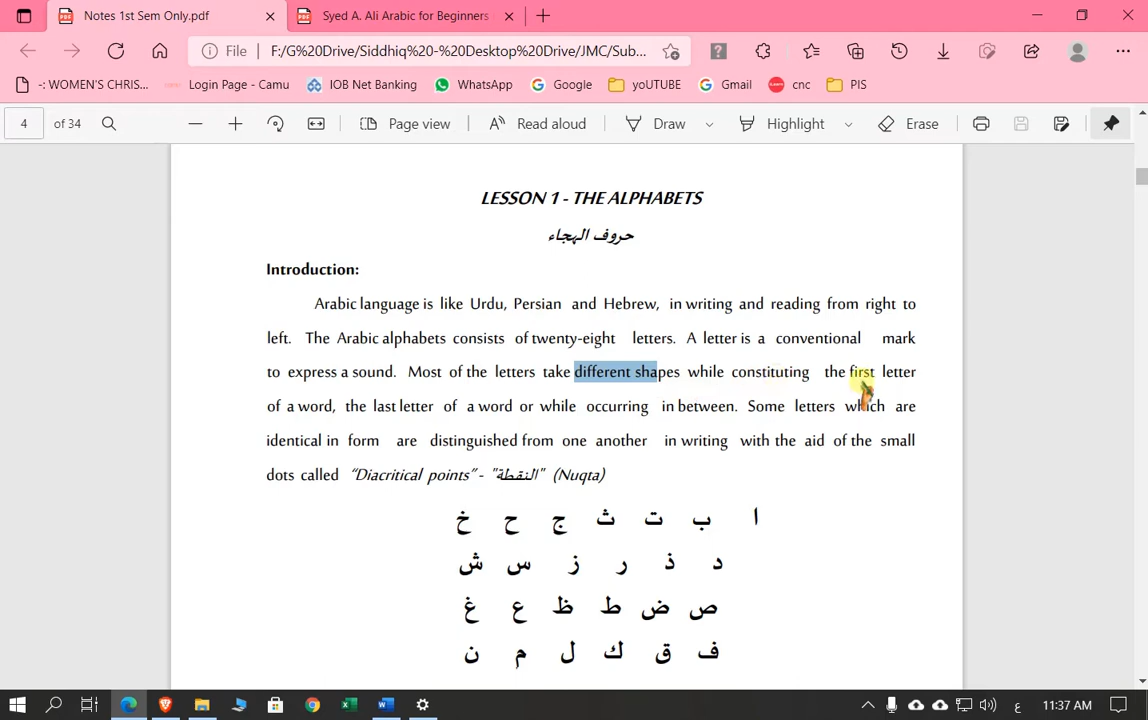 Notes 1st Sem Only.pdf
Syed A. Ali Arabic for Beginners
File F:/G%20Drive/Siddhiq%20-%20Desktop%20Drive/JMC/Sub...
-: WOMEN'S CHRIS... Login Page - Camu IOB Net Banking WhatsApp Google yoUTUBE Gmail cnc PIS
4 of 34 Page view Read aloud Draw Highlight Erase
LESSON 1 - THE ALPHABETS
حروف الهجاء
Introduction:
Arabic language is like Urdu, Persian and Hebrew, in writing and reading from right to
left. The Arabic alphabets consists of twenty-eight letters. A letter is a conventional mark
to express a sound. Most of the letters take different shapes while constituting the first letter
of a word, the last letter of a word or while occurring in between. Some letters which are
identical in form are distinguished from one another in writing with the aid of the small
dots called "Diacritical points" - "النقطة" (Nuqta)
ا ب ت ث ج ح خ
د ذ ر ز س ش
ص ض ط ظ ع غ
ف ق ك ل م ن
ع 11:37 AM